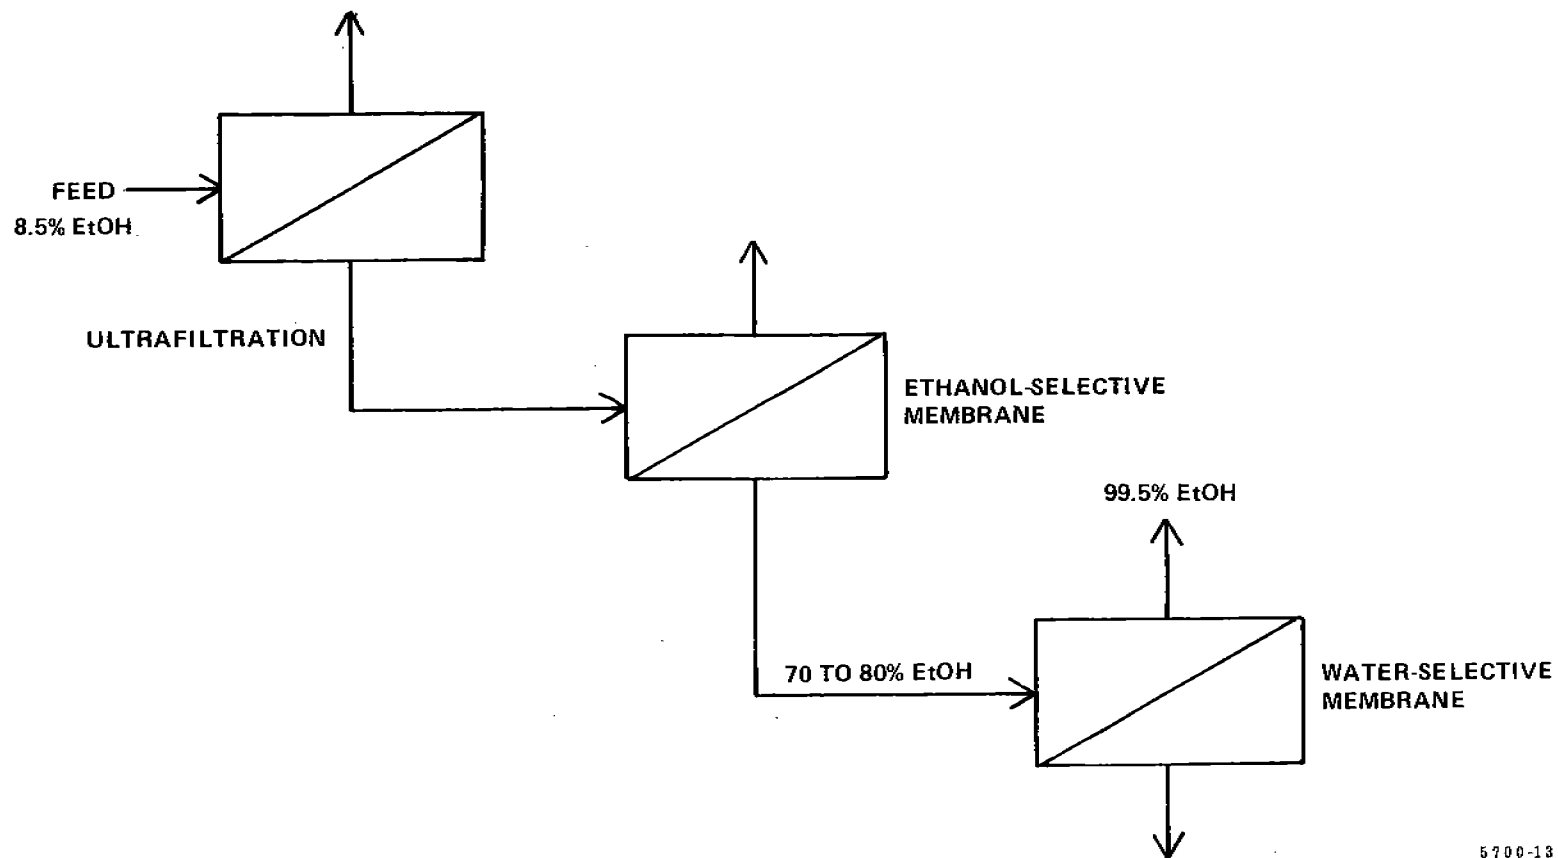 FEED
8.5% EtOH
ULTRAFILTRATION
ETHANOL-SELECTIVE
MEMBRANE
99.5% EtOH
70 TO 80% EtOH
WATER-SELECTIVE
MEMBRANE
5700-13